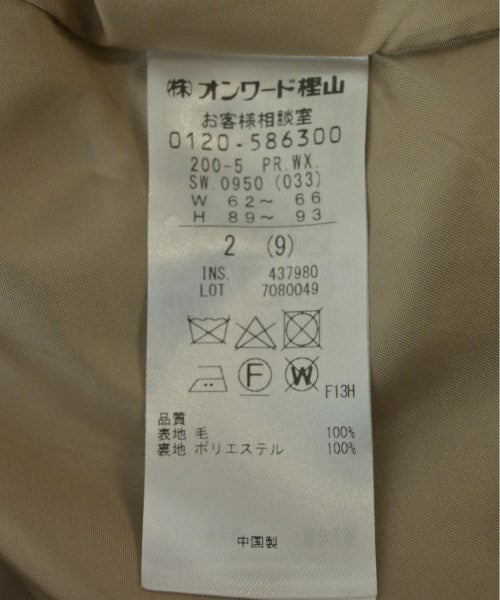 ㈱オンワード樫山
お客様相談室
0120-586300
200-5 PR.WX.
SW.0950 (033)
W 62～ 66
H 89～ 93
2 (9)
INS. 437980
LOT 7080049
F
W
F13H
品質
表地 毛 100%
裏地 ポリエステル 100%
中国製